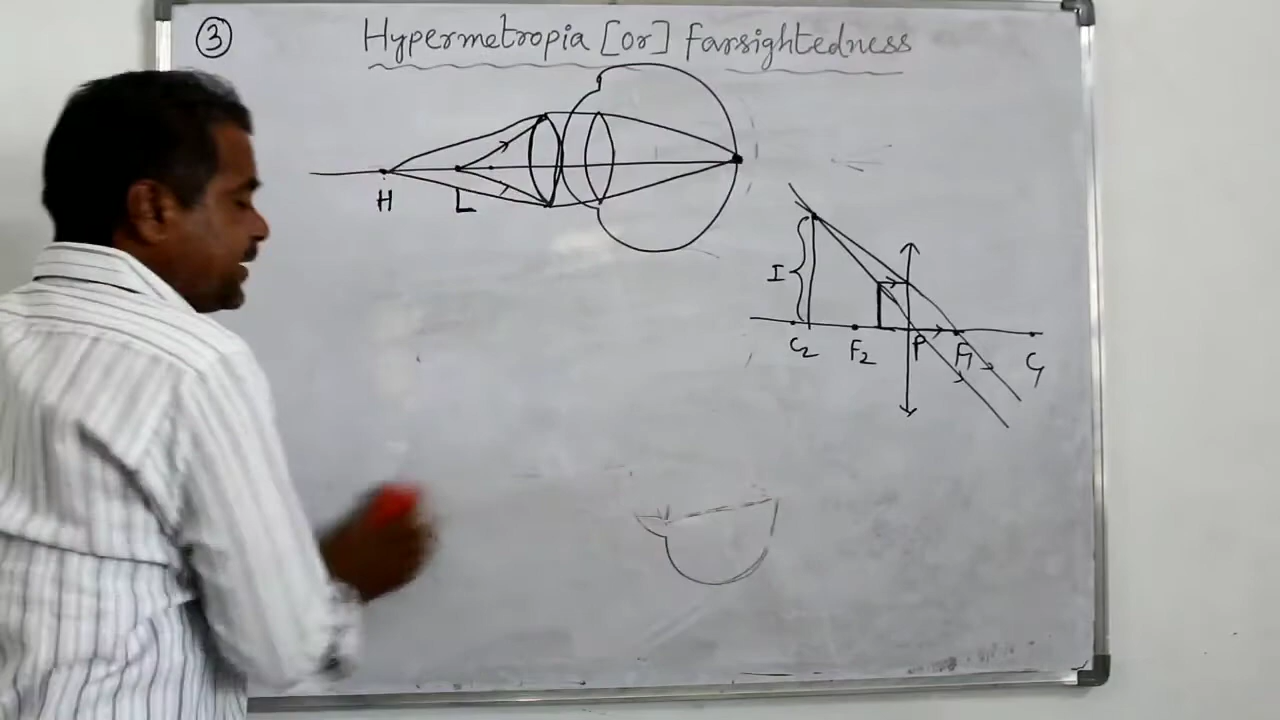 ③
Hypermetropia [or] farsightedness
H L
I
C₂ F₂ P F₁ C₁